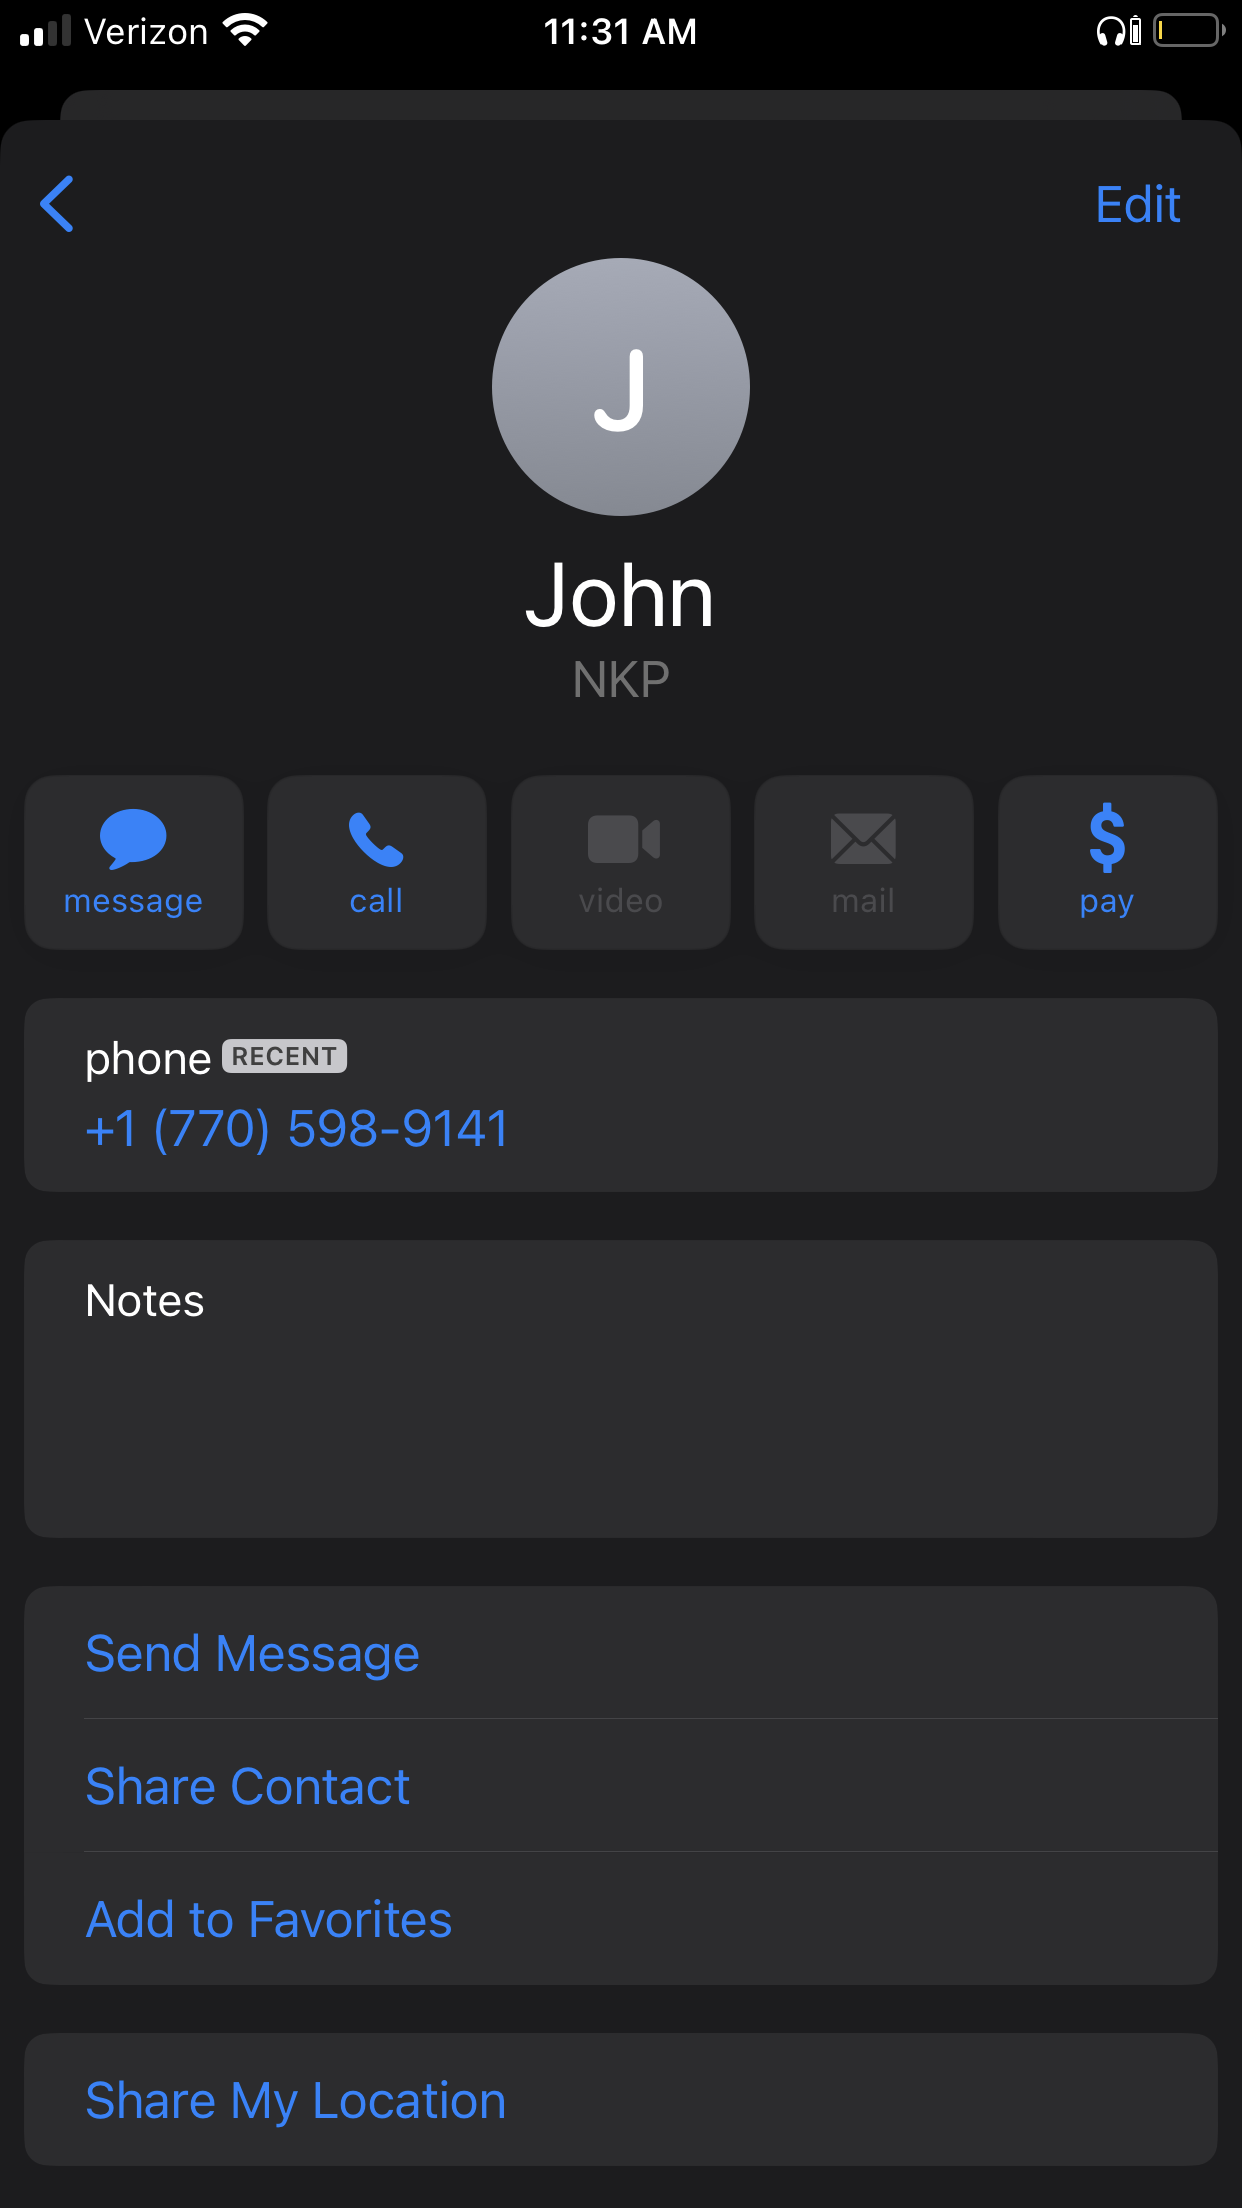 Verizon 11:31 AM
Edit
J
John
NKP
message call video mail pay
phone RECENT
+1 (770) 598-9141
Notes
Send Message
Share Contact
Add to Favorites
Share My Location